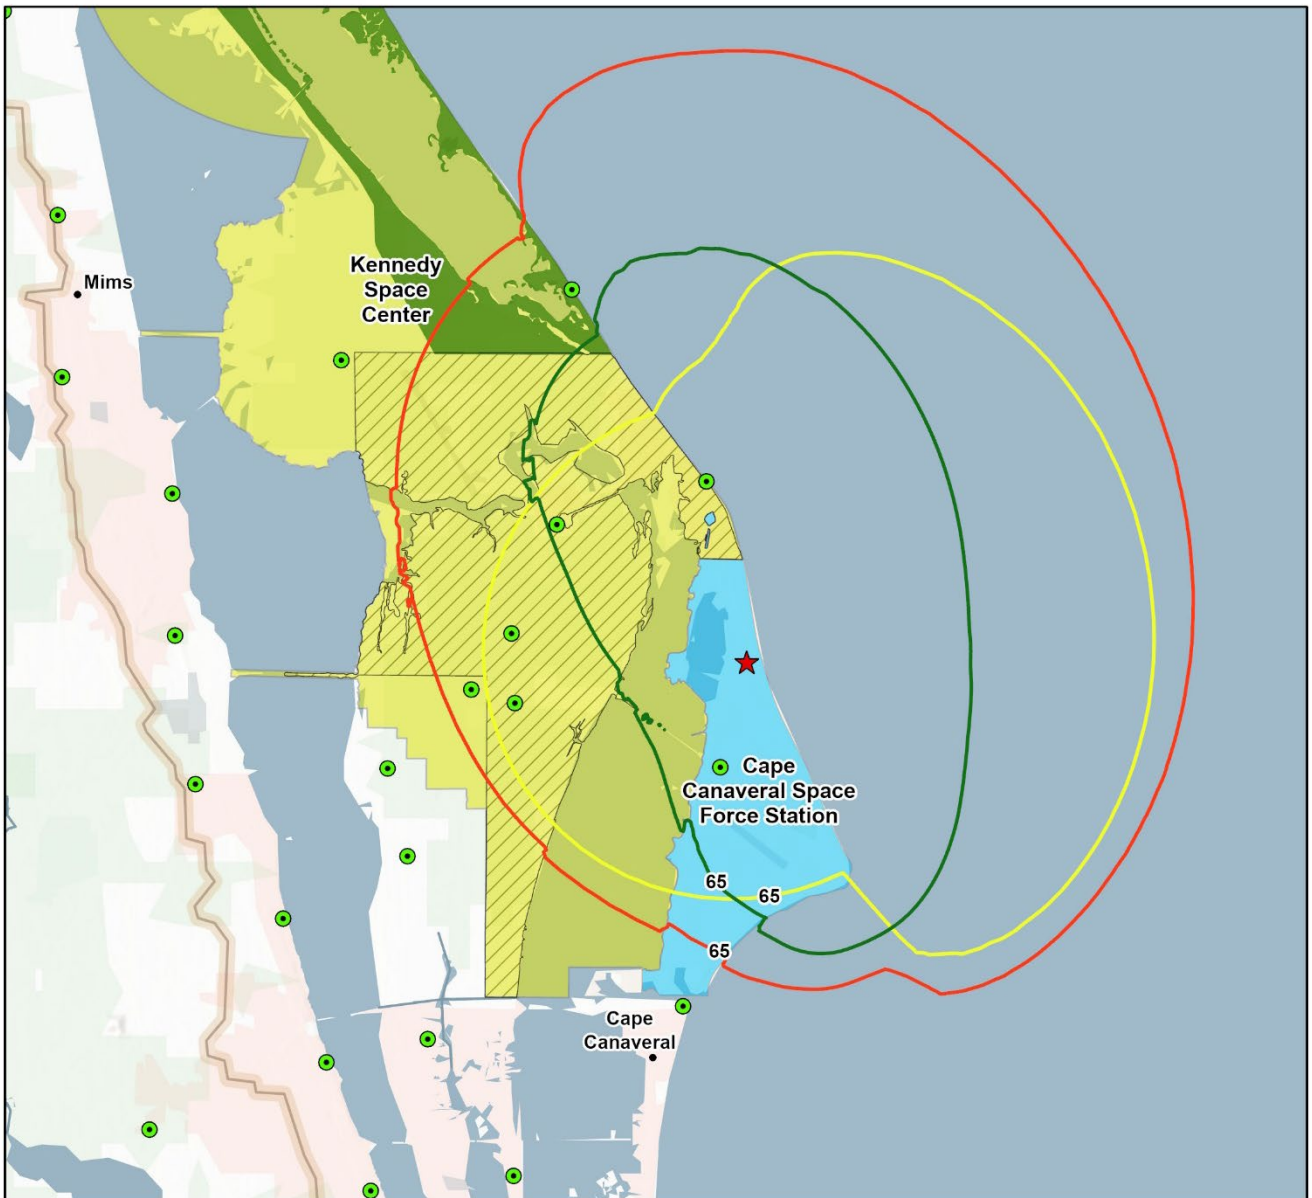 Kennedy
Space
Center
Mims
Cape
Canaveral Space
Force Station
65
65
65
Cape
Canaveral